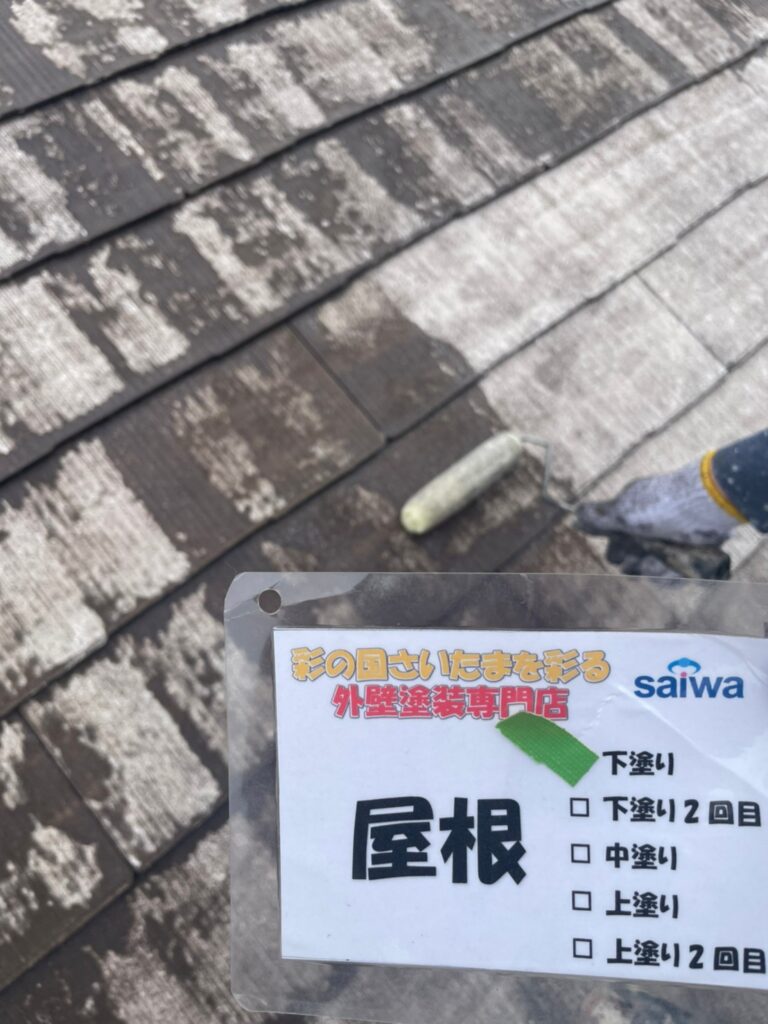 彩の国さいたまを彩る
外壁塗装専門店
saiwa
屋根
下塗り
□ 下塗り2回目
□ 中塗り
□ 上塗り
□ 上塗り2回目